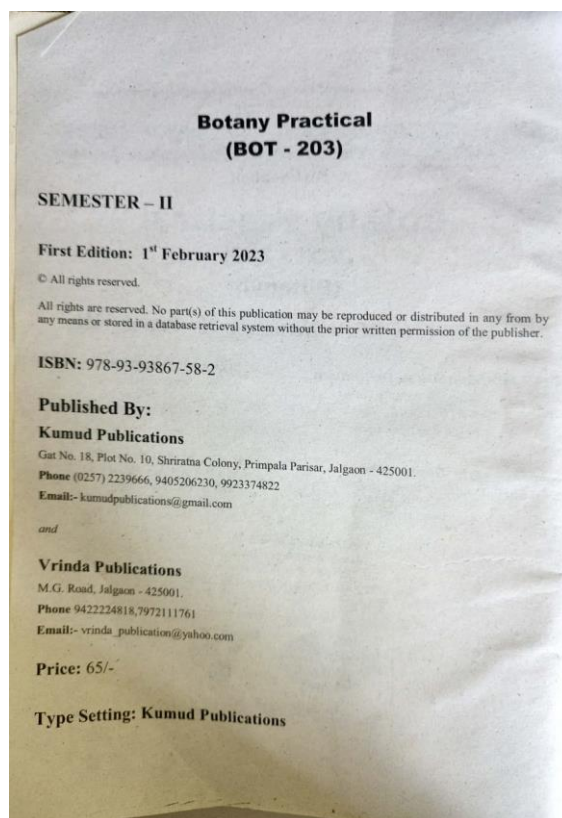 Botany Practical
(BOT - 203)
SEMESTER – II
First Edition: 1st February 2023
© All rights reserved.
All rights are reserved. No part(s) of this publication may be reproduced or distributed in any from by
any means or stored in a database retrieval system without the prior written permission of the publisher.
ISBN: 978-93-93867-58-2
Published By:
Kumud Publications
Gat No. 18, Plot No. 10, Shriratna Colony, Primpala Parisar, Jalgaon - 425001.
Phone (0257) 2239666, 9405206230, 9923374822
Email:- kumudpublications@gmail.com
and
Vrinda Publications
M.G. Road, Jalgaon - 425001.
Phone 9422224818,7972111761
Email:- vrinda_publication@yahoo.com
Price: 65/-
Type Setting: Kumud Publications